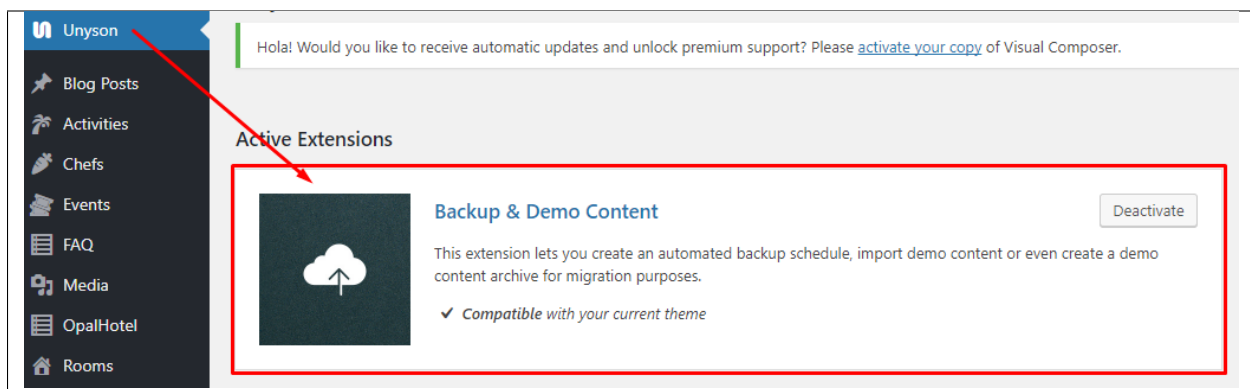 Unyson
Hola! Would you like to receive automatic updates and unlock premium support? Please activate your copy of Visual Composer.
Blog Posts
Activities
Chefs
Events
FAQ
Media
OpalHotel
Rooms
Active Extensions
Backup & Demo Content
Deactivate
This extension lets you create an automated backup schedule, import demo content or even create a demo
content archive for migration purposes.
✔ Compatible with your current theme